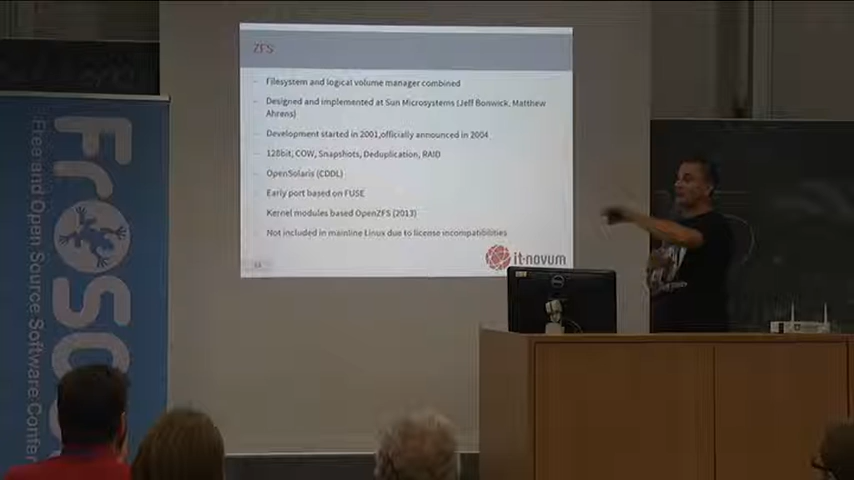 ZFS
Filesystem and logical volume manager combined
Designed and implemented at Sun Microsystems (Jeff Bonwick, Matthew
Ahrens)
Development started in 2001,officially announced in 2004
128bit, COW, Snapshots, Deduplication, RAID
OpenSolaris (CDDL)
Early port based on FUSE
Kernel modules based OpenZFS (2013)
Not included in mainline Linux due to license incompatibilities
it-novum
FrOSC
Free and Open Source Software Confer
DELL